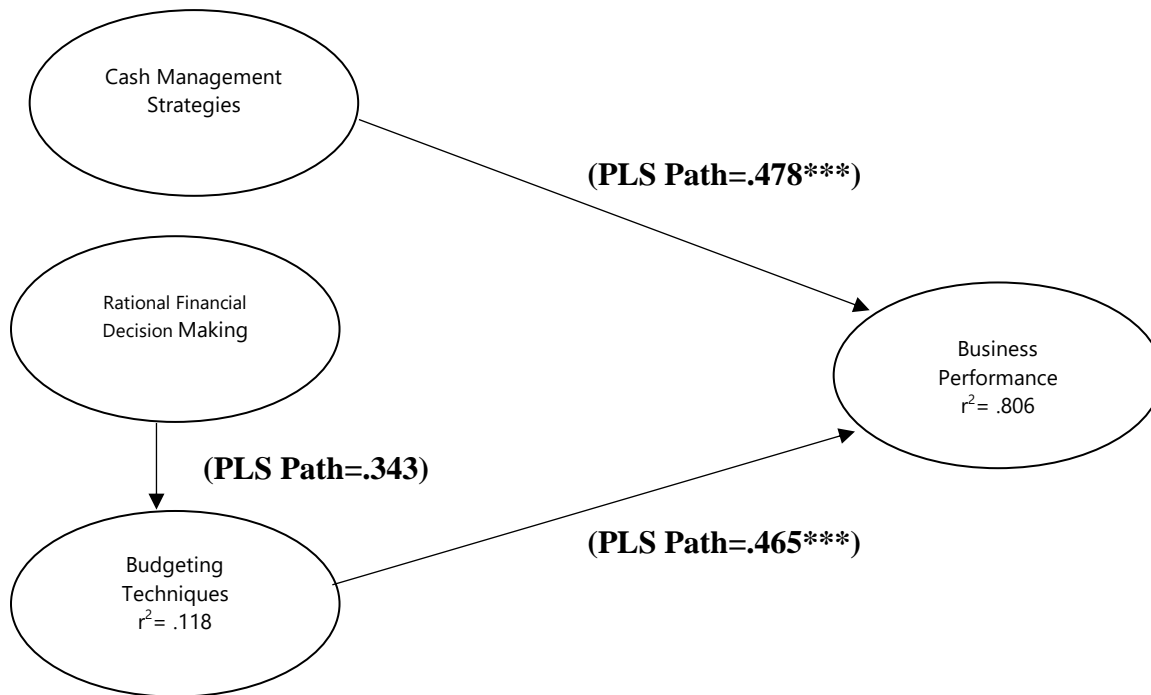 Cash Management
Strategies
(PLS Path=.478***)
Rational Financial
Decision Making
Business
Performance
r²= .806
(PLS Path=.343)
(PLS Path=.465***)
Budgeting
Techniques
r²= .118